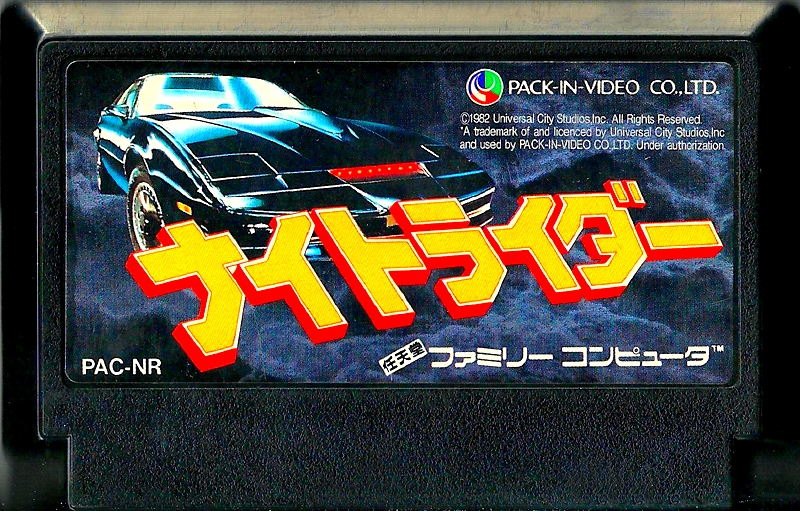 PACK-IN-VIDEO CO.,LTD.
©1982 Universal City Studios,Inc. All Rights Reserved.
*A trademark of and licenced by Universal City Studios,Inc
and used by PACK-IN-VIDEO CO.LTD. Under authorization.
ナイトライダー
PAC-NR
任天堂 ファミリー コンピュータ™